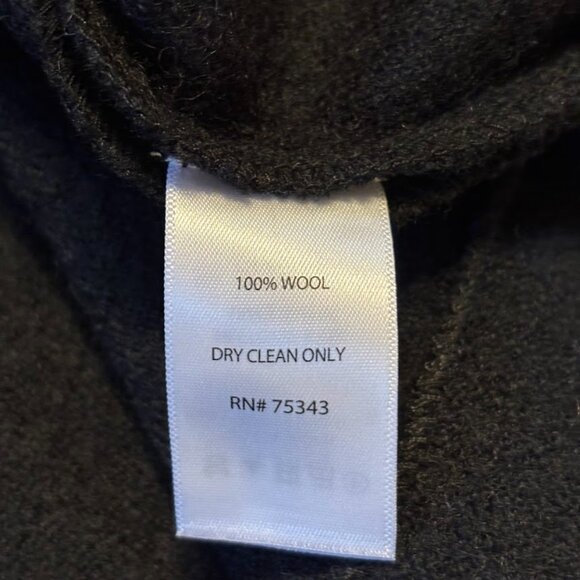 100% WOOL
DRY CLEAN ONLY
RN# 75343